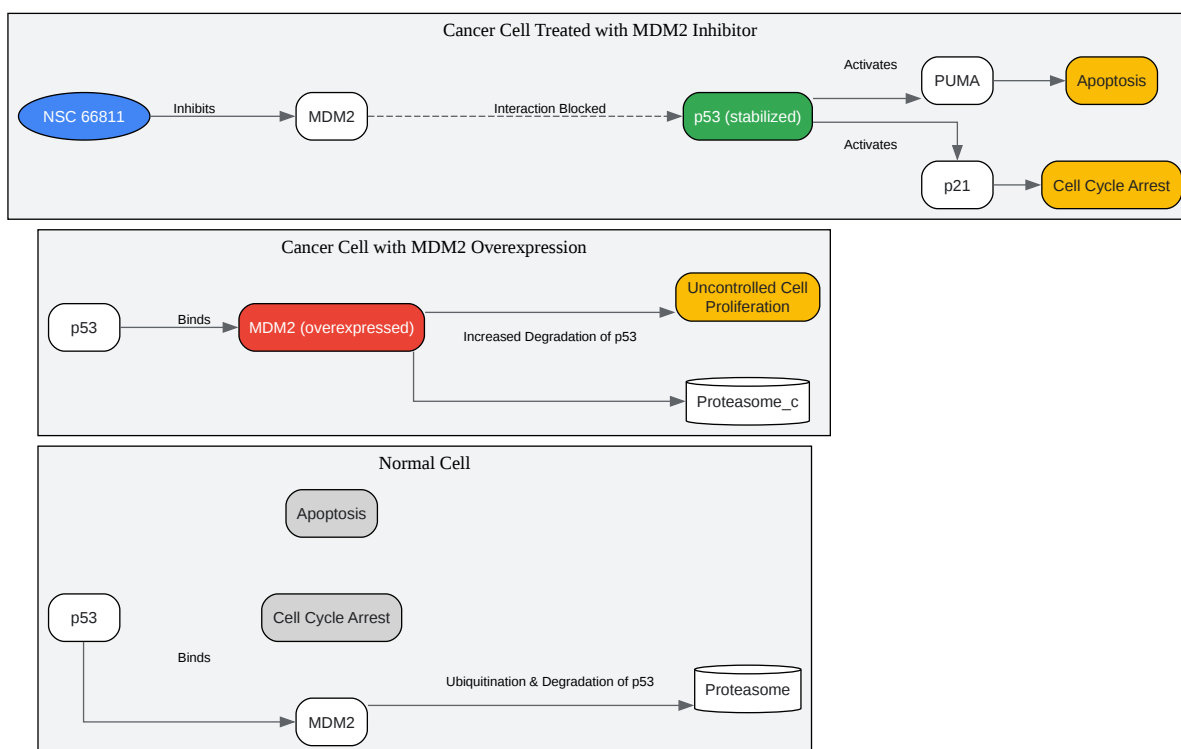 Cancer Cell Treated with MDM2 Inhibitor
NSC 66811
Inhibits
MDM2
Interaction Blocked
p53 (stabilized)
Activates
PUMA
Apoptosis
Activates
p21
Cell Cycle Arrest
Cancer Cell with MDM2 Overexpression
p53
Binds
MDM2 (overexpressed)
Increased Degradation of p53
Uncontrolled Cell
Proliferation
Proteasome_c
Normal Cell
Apoptosis
p53
Cell Cycle Arrest
Binds
MDM2
Ubiquitination & Degradation of p53
Proteasome